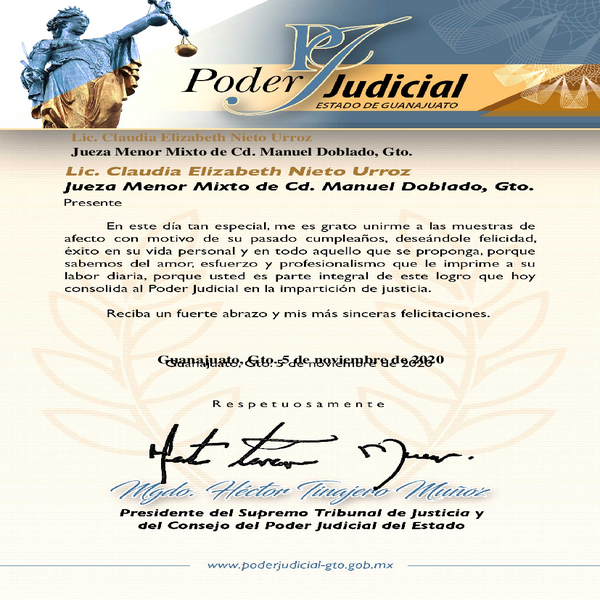 PJ
Poder Judicial
ESTADO DE GUANAJUATO
Lic. Claudia Elizabeth Nieto Urroz
Jueza Menor Mixto de Cd. Manuel Doblado, Gto.
Lic. Claudia Elizabeth Nieto Urroz
Jueza Menor Mixto de Cd. Manuel Doblado, Gto.
Presente
En este día tan especial, me es grato unirme a las muestras de
afecto con motivo de su pasado cumpleaños, deseándole felicidad,
éxito en su vida personal y en todo aquello que se proponga, porque
sabemos del amor, esfuerzo y profesionalismo que le imprime a su
labor diaria, porque usted es parte integral de este logro que hoy
consolida al Poder Judicial en la impartición de justicia.
Reciba un fuerte abrazo y mis más sinceras felicitaciones.
Guanajuato, Gto. 5 de noviembre de 2020
Guanajuato, Gto. 5 de noviembre de 2020
Respetuosamente
Mgdo. Héctor Tinajero Muñoz
Presidente del Supremo Tribunal de Justicia y
del Consejo del Poder Judicial del Estado
www.poderjudicial-gto.gob.mx